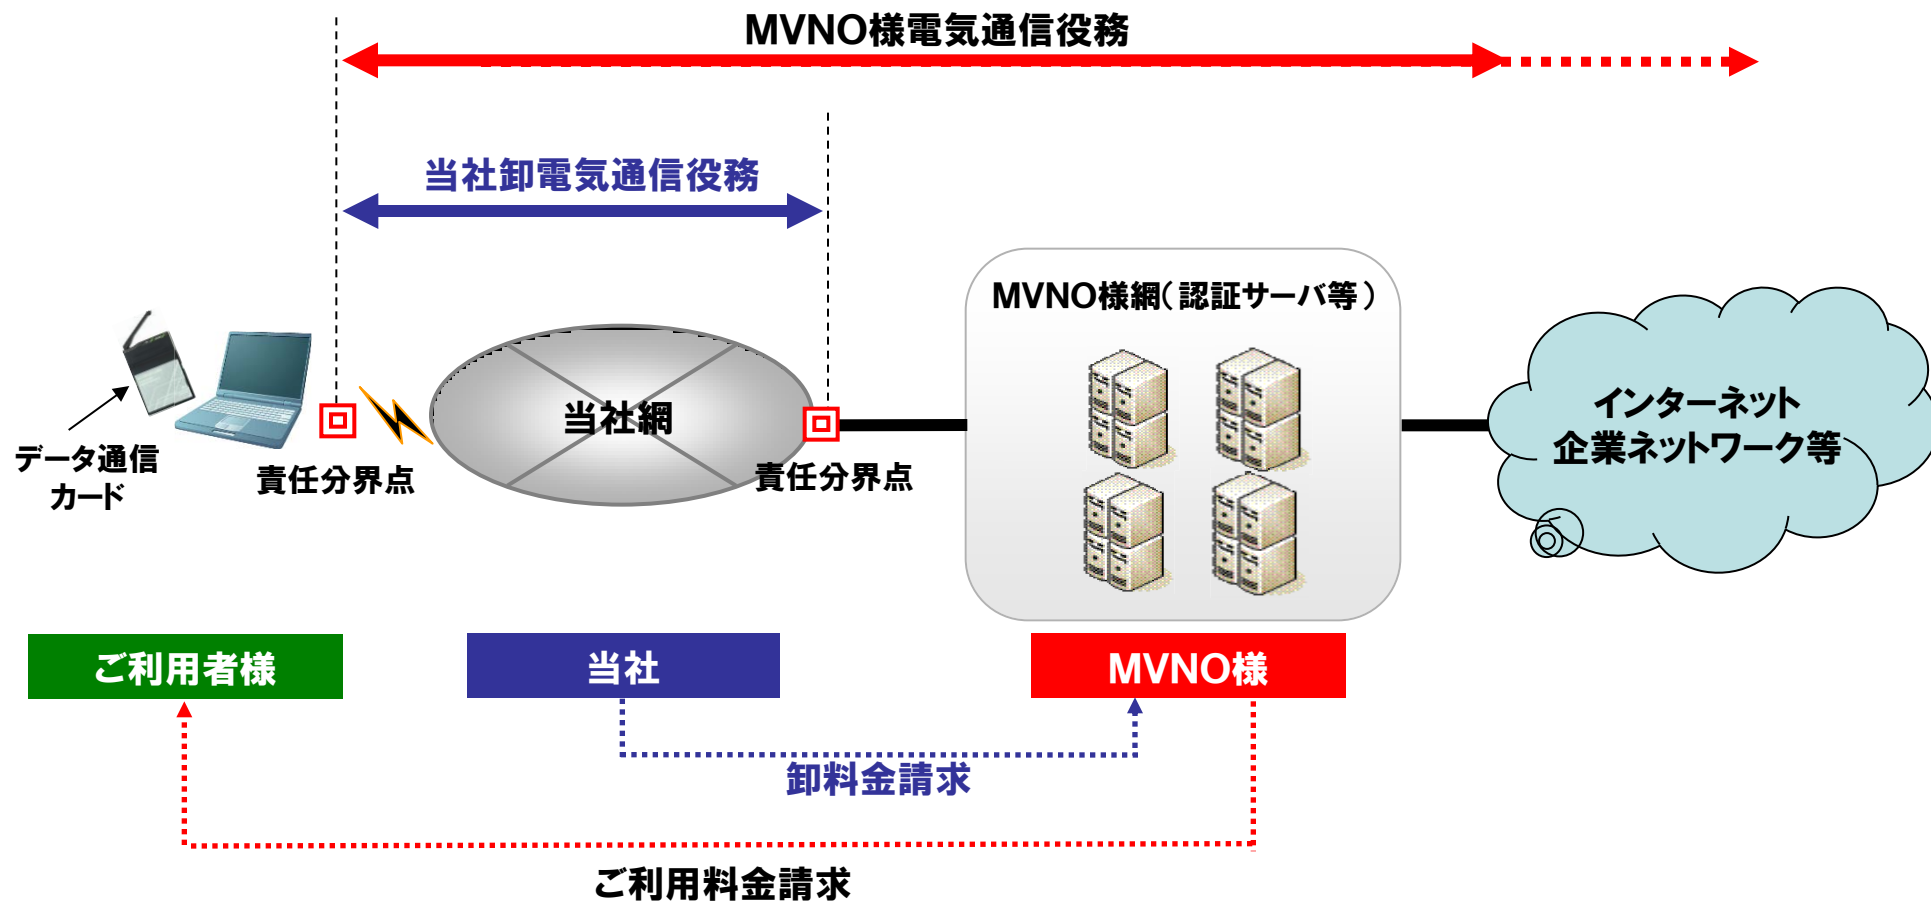 MVNO様電気通信役務
当社卸電気通信役務
MVNO様網(認証サーバ等)
データ通信
カード
責任分界点
当社網
責任分界点
インターネット
企業ネットワーク等
ご利用者様
当社
MVNO様
卸料金請求
ご利用料金請求